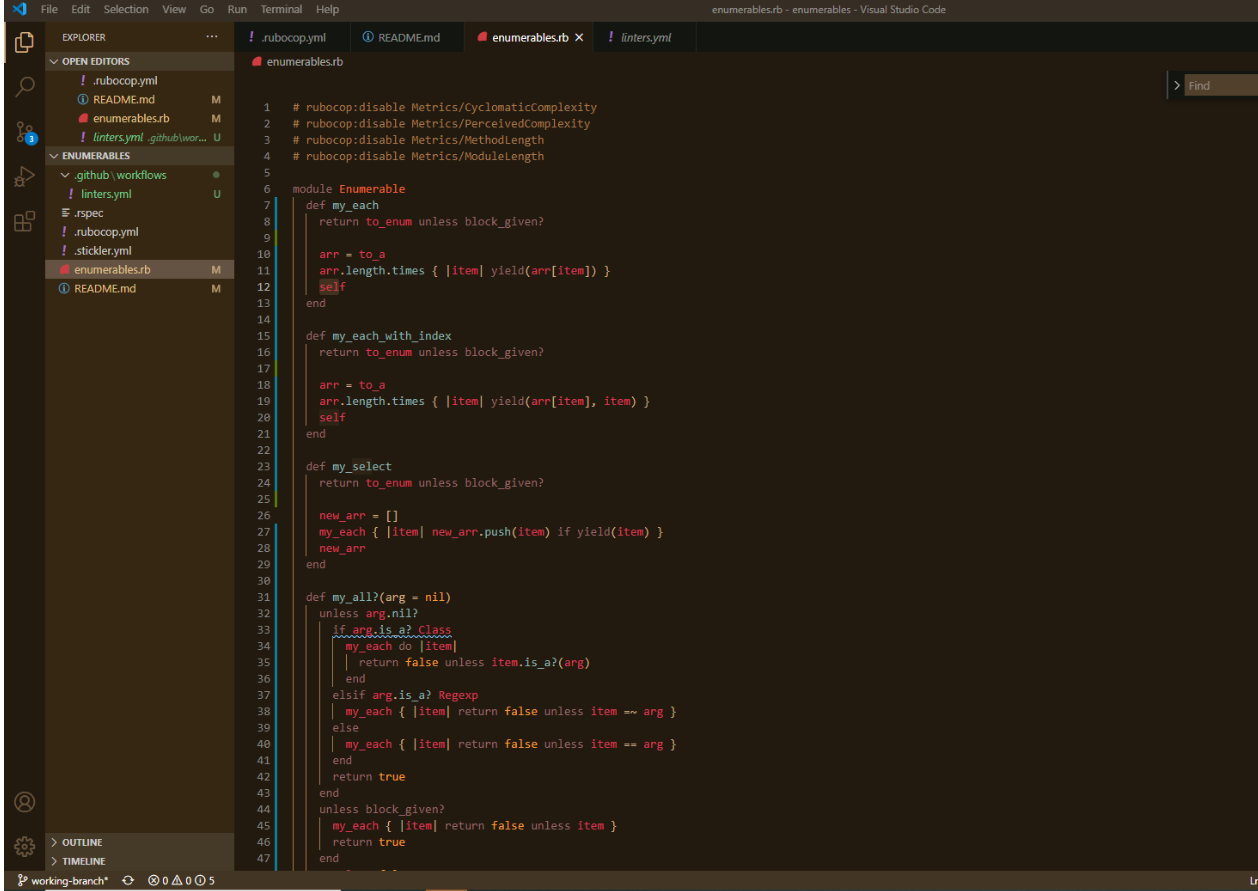 File Edit Selection View Go Run Terminal Help
enumerables.rb - enumerables - Visual Studio Code
EXPLORER ...
! .rubocop.yml
README.md
enumerables.rb ×
! linters.yml
OPEN EDITORS
! .rubocop.yml
README.md M
enumerables.rb M
! linters.yml .github\wor... U
3
ENUMERABLES
.github\workflows
! linters.yml U
.rspec
! .rubocop.yml
! .stickler.yml
enumerables.rb M
README.md M
OUTLINE
TIMELINE
enumerables.rb
> Find
1 # rubocop:disable Metrics/CyclomaticComplexity
2 # rubocop:disable Metrics/PerceivedComplexity
3 # rubocop:disable Metrics/MethodLength
4 # rubocop:disable Metrics/ModuleLength
5
6 module Enumerable
7 def my_each
8 return to_enum unless block_given?
9
10 arr = to_a
11 arr.length.times { |item| yield(arr[item]) }
12 self
13 end
14
15 def my_each_with_index
16 return to_enum unless block_given?
17
18 arr = to_a
19 arr.length.times { |item| yield(arr[item], item) }
20 self
21 end
22
23 def my_select
24 return to_enum unless block_given?
25
26 new_arr = []
27 my_each { |item| new_arr.push(item) if yield(item) }
28 new_arr
29 end
30
31 def my_all?(arg = nil)
32 unless arg.nil?
33 if arg.is_a? Class
34 my_each do |item|
35 return false unless item.is_a?(arg)
36 end
37 elsif arg.is_a? Regexp
38 my_each { |item| return false unless item =~ arg }
39 else
40 my_each { |item| return false unless item == arg }
41 end
42 return true
43 end
44 unless block_given?
45 my_each { |item| return false unless item }
46 return true
47 end
working-branch* 0 0 5